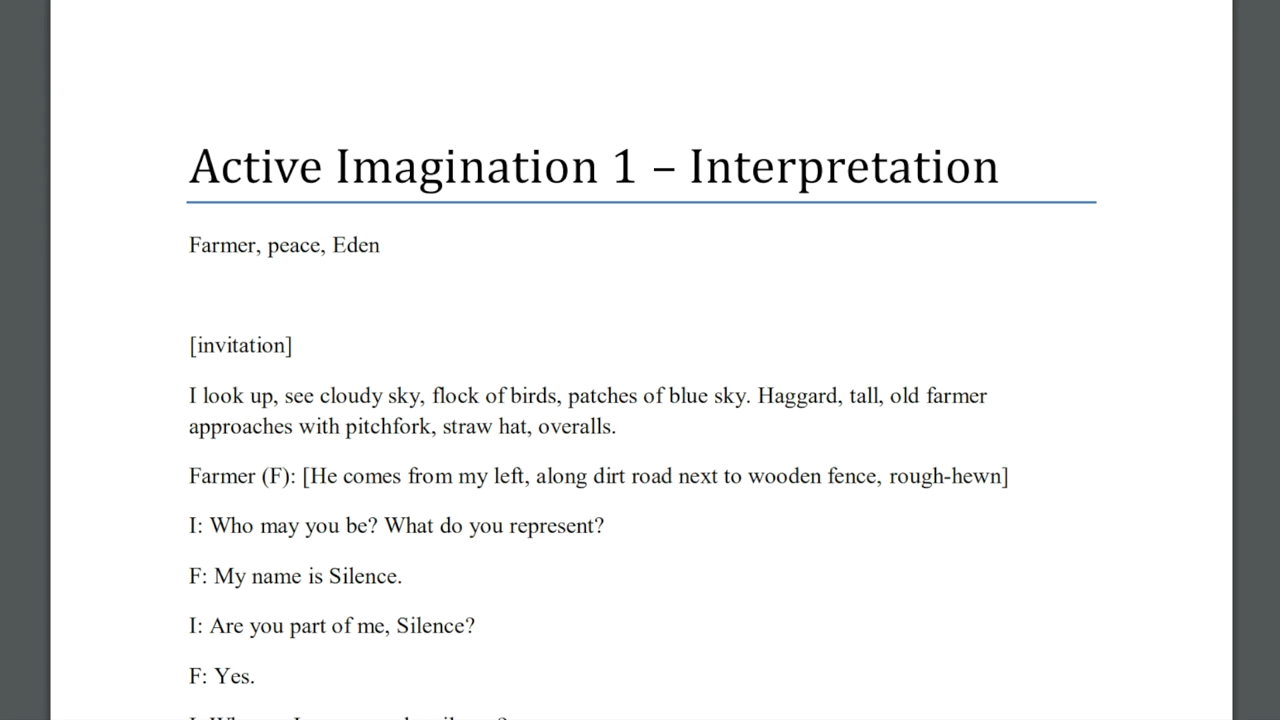 Active Imagination 1 – Interpretation
Farmer, peace, Eden
[invitation]
I look up, see cloudy sky, flock of birds, patches of blue sky. Haggard, tall, old farmer
approaches with pitchfork, straw hat, overalls.
Farmer (F): [He comes from my left, along dirt road next to wooden fence, rough-hewn]
I: Who may you be? What do you represent?
F: My name is Silence.
I: Are you part of me, Silence?
F: Yes.